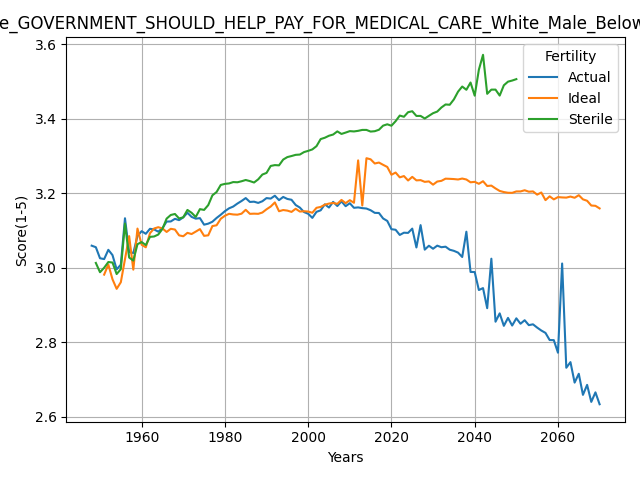 e_GOVERNMENT_SHOULD_HELP_PAY_FOR_MEDICAL_CARE_White_Male_Below
3.6
3.4
3.2
3.0
2.8
2.6
Score(1-5)
Fertility
Actual
Ideal
Sterile
1960 1980 2000 2020 2040 2060
Years